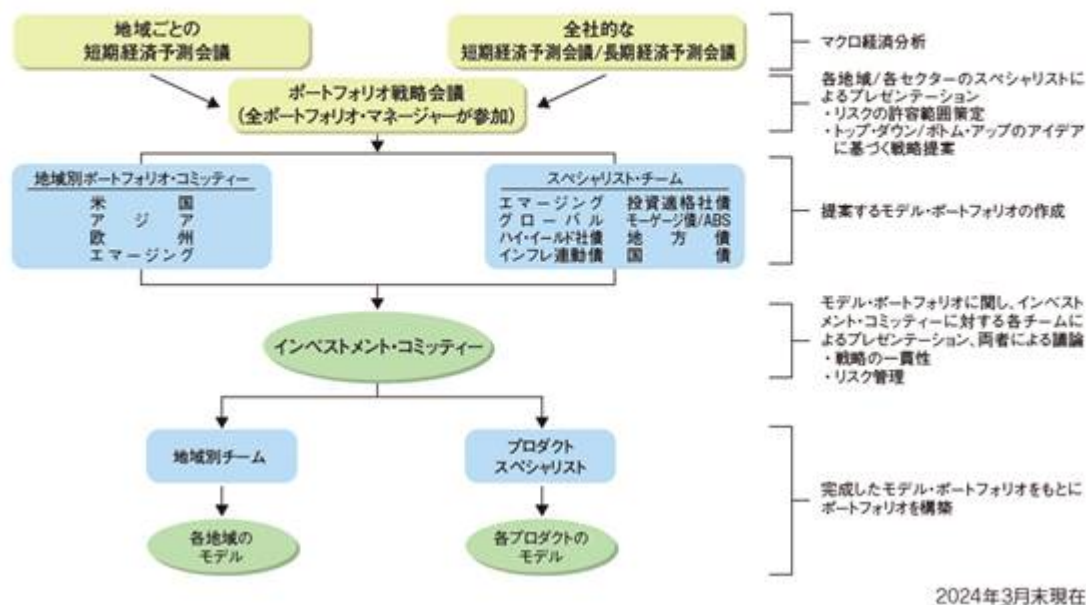 地域ごとの
短期経済予測会議
全社的な
短期経済予測会議/長期経済予測会議
マクロ経済分析
ポートフォリオ戦略会議
(全ポートフォリオ・マネージャーが参加)
各地域/各セクターのスペシャリストに
よるプレゼンテーション
・リスクの許容範囲策定
・トップ・ダウン/ボトム・アップのアイデア
に基づく戦略提案
地域別ポートフォリオ・コミッティー
米国
アジア
欧州
エマージング
スペシャリスト・チーム
エマージング 投資適格社債
グローバル モーゲージ債/ABS
ハイ・イールド社債 地方債
インフレ連動債 国債
提案するモデル・ポートフォリオの作成
インベストメント・コミッティー
モデル・ポートフォリオに関し、インベスト
メント・コミッティーに対する各チームに
よるプレゼンテーション、両者による議論
・戦略の一貫性
・リスク管理
地域別チーム
プロダクト
スペシャリスト
各地域の
モデル
各プロダクトの
モデル
完成したモデル・ポートフォリオをもとに
ポートフォリオを構築
2024年3月末現在